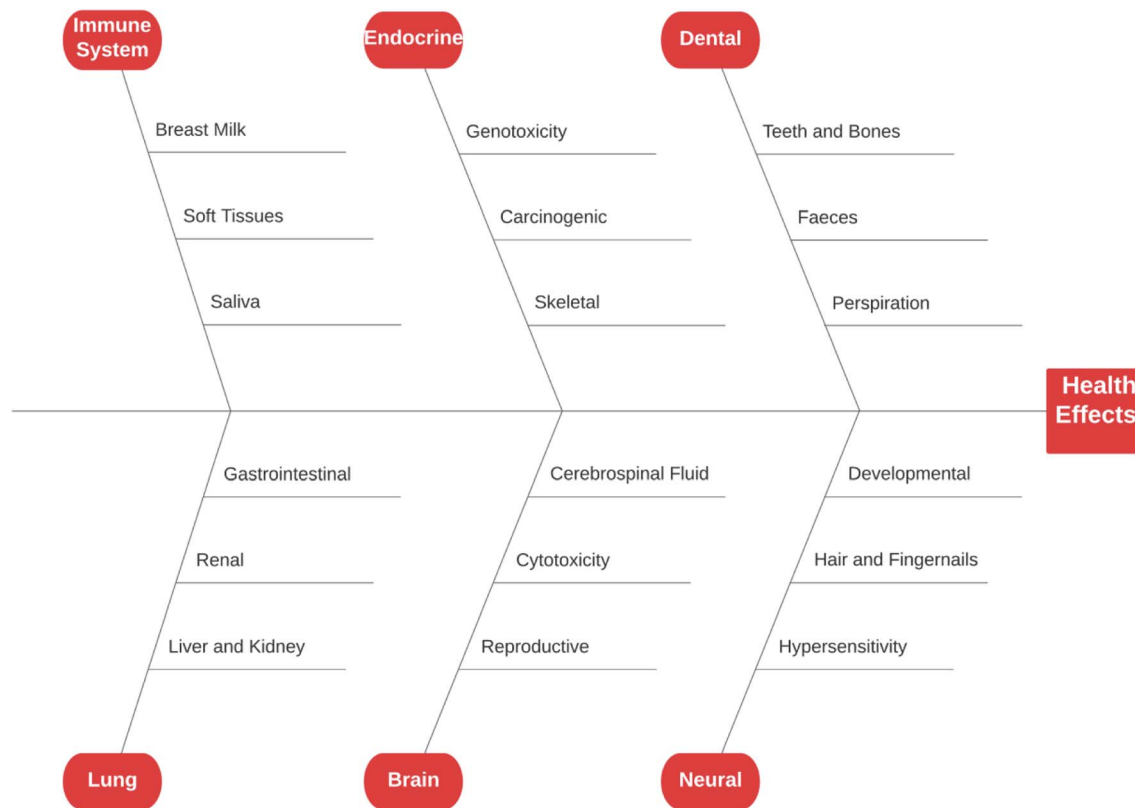 Immune
System
Endocrine
Dental
Breast Milk
Genotoxicity
Teeth and Bones
Soft Tissues
Carcinogenic
Faeces
Saliva
Skeletal
Perspiration
Health
Effects
Gastrointestinal
Cerebrospinal Fluid
Developmental
Renal
Cytotoxicity
Hair and Fingernails
Liver and Kidney
Reproductive
Hypersensitivity
Lung
Brain
Neural